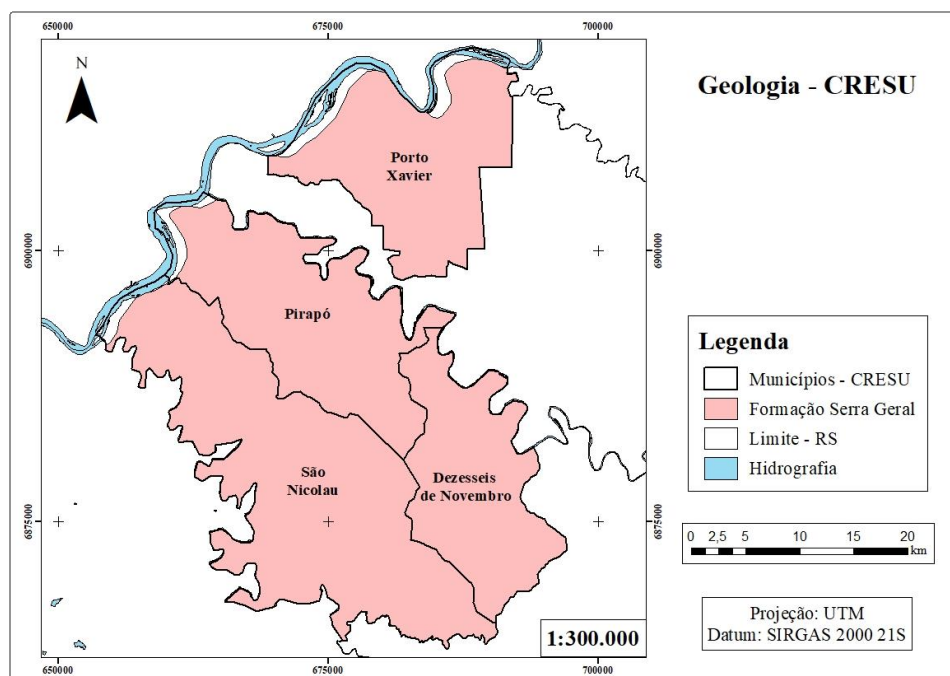 650000
675000
700000
N
Geologia - CRESU
Porto
Xavier
6900000
6900000
Pirapó
Legenda
Municípios - CRESU
Formação Serra Geral
Limite - RS
Hidrografia
São
Nicolau
Dezesseis
de Novembro
6875000
6875000
0 2,5 5 10 15 20
km
1:300.000
Projeção: UTM
Datum: SIRGAS 2000 21S
650000
675000
700000